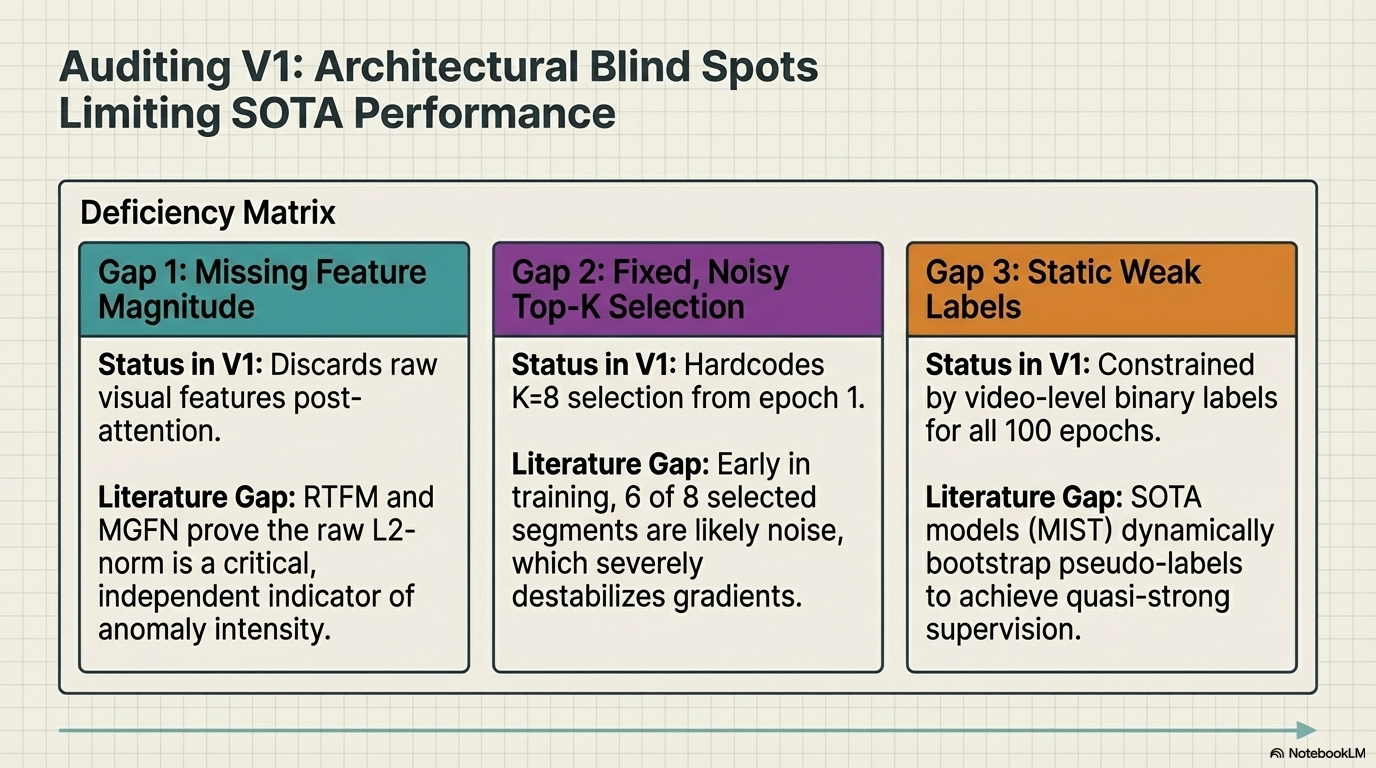 Auditing V1: Architectural Blind Spots
Limiting SOTA Performance
Deficiency Matrix
Gap 1: Missing Feature
Magnitude
Status in V1: Discards raw
visual features post-
attention.
Literature Gap: RTFM and
MGFN prove the raw L2-
norm is a critical,
independent indicator of
anomaly intensity.
Gap 2: Fixed, Noisy
Top-K Selection
Status in V1: Hardcodes
K=8 selection from epoch 1.
Literature Gap: Early in
training, 6 of 8 selected
segments are likely noise,
which severely
destabilizes gradients.
Gap 3: Static Weak
Labels
Status in V1: Constrained
by video-level binary labels
for all 100 epochs.
Literature Gap: SOTA
models (MIST) dynamically
bootstrap pseudo-labels
to achieve quasi-strong
supervision.
NotebookLM